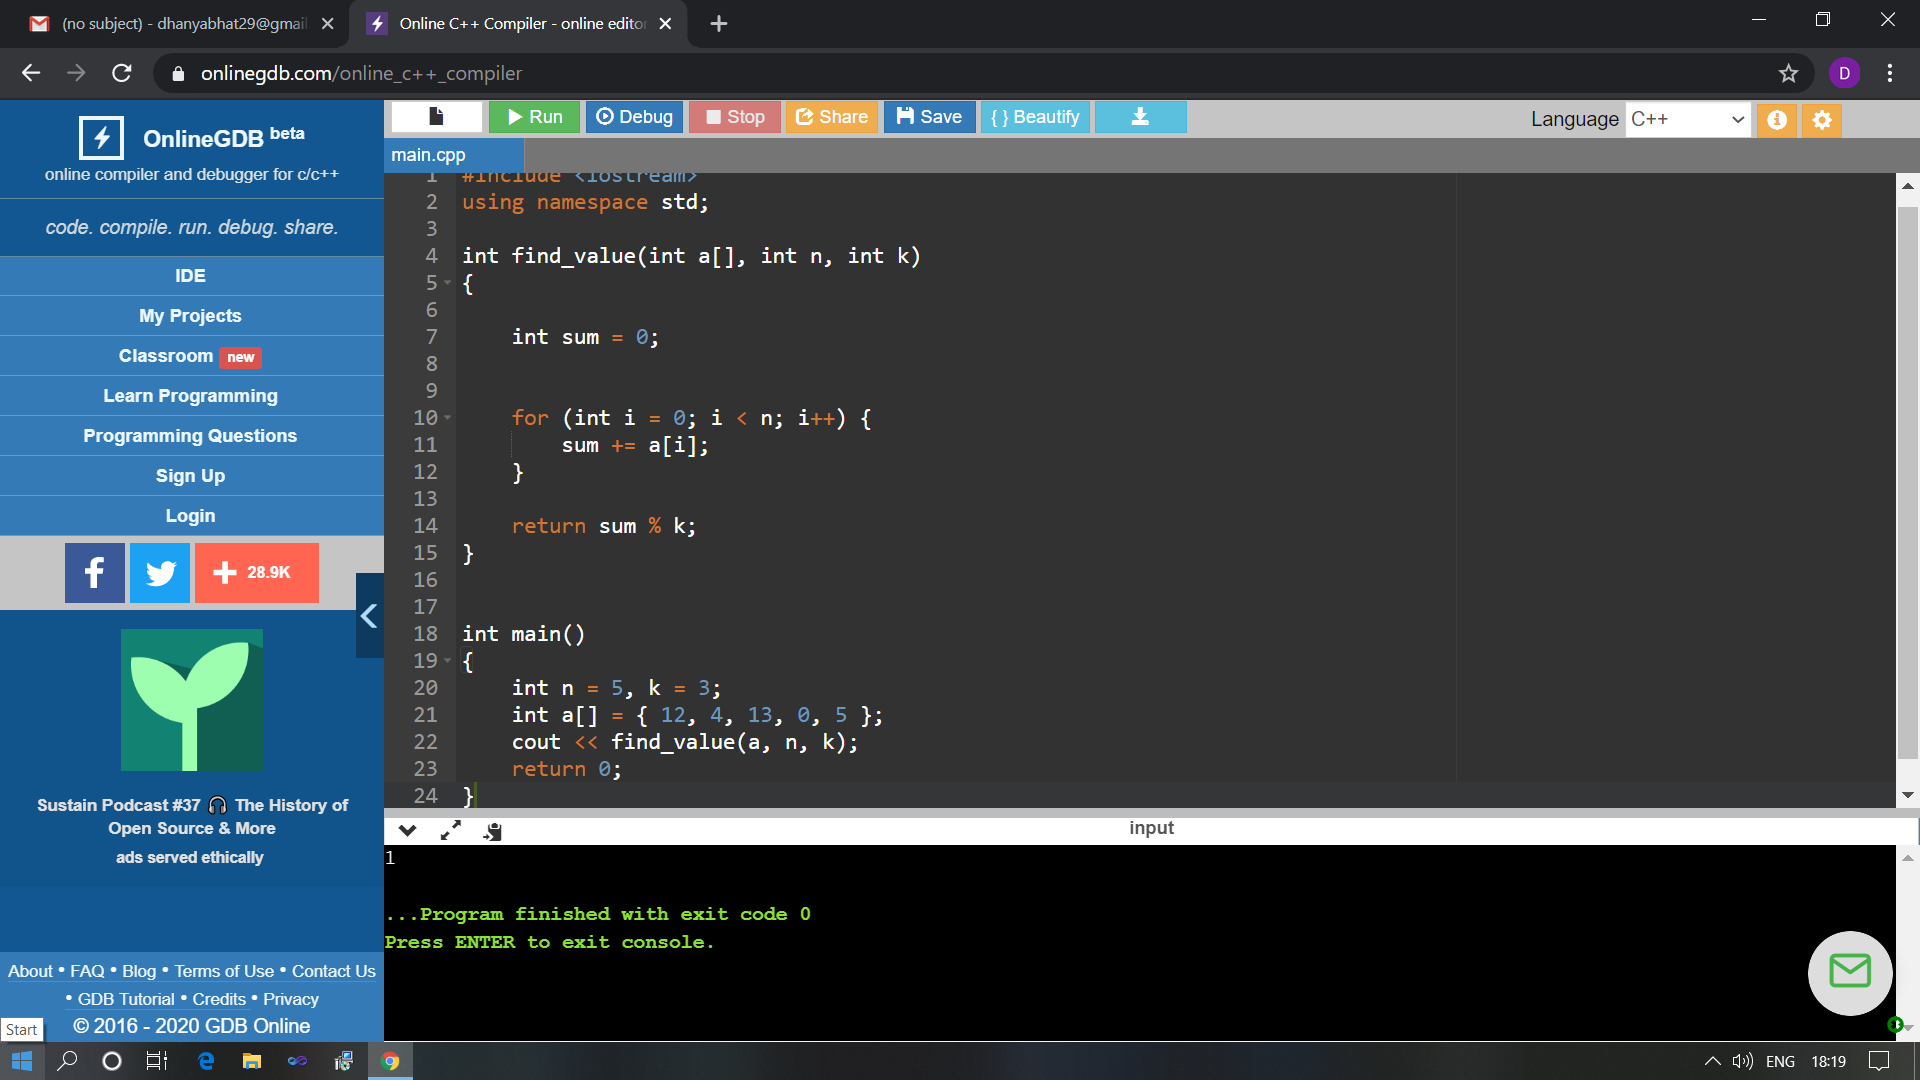 (no subject) - dhanyabhat29@gmai
Online C++ Compiler - online edito
onlinegdb.com/online_c++_compiler
D
OnlineGDB beta
online compiler and debugger for c/c++
code. compile. run. debug. share.
IDE
My Projects
Classroom new
Learn Programming
Programming Questions
Sign Up
Login
28.9K
Sustain Podcast #37 🎧 The History of
Open Source & More
ads served ethically
About • FAQ • Blog • Terms of Use • Contact Us
• GDB Tutorial • Credits • Privacy
© 2016 - 2020 GDB Online
Run Debug Stop Share Save { } Beautify
Language C++
main.cpp
1 #include <iostream>
2 using namespace std;
3
4 int find_value(int a[], int n, int k)
5 {
6
7     int sum = 0;
8
9
10     for (int i = 0; i < n; i++) {
11         sum += a[i];
12     }
13
14     return sum % k;
15 }
16
17
18 int main()
19 {
20     int n = 5, k = 3;
21     int a[] = { 12, 4, 13, 0, 5 };
22     cout << find_value(a, n, k);
23     return 0;
24 }
input
1
...Program finished with exit code 0
Press ENTER to exit console.
Start
ENG 18:19